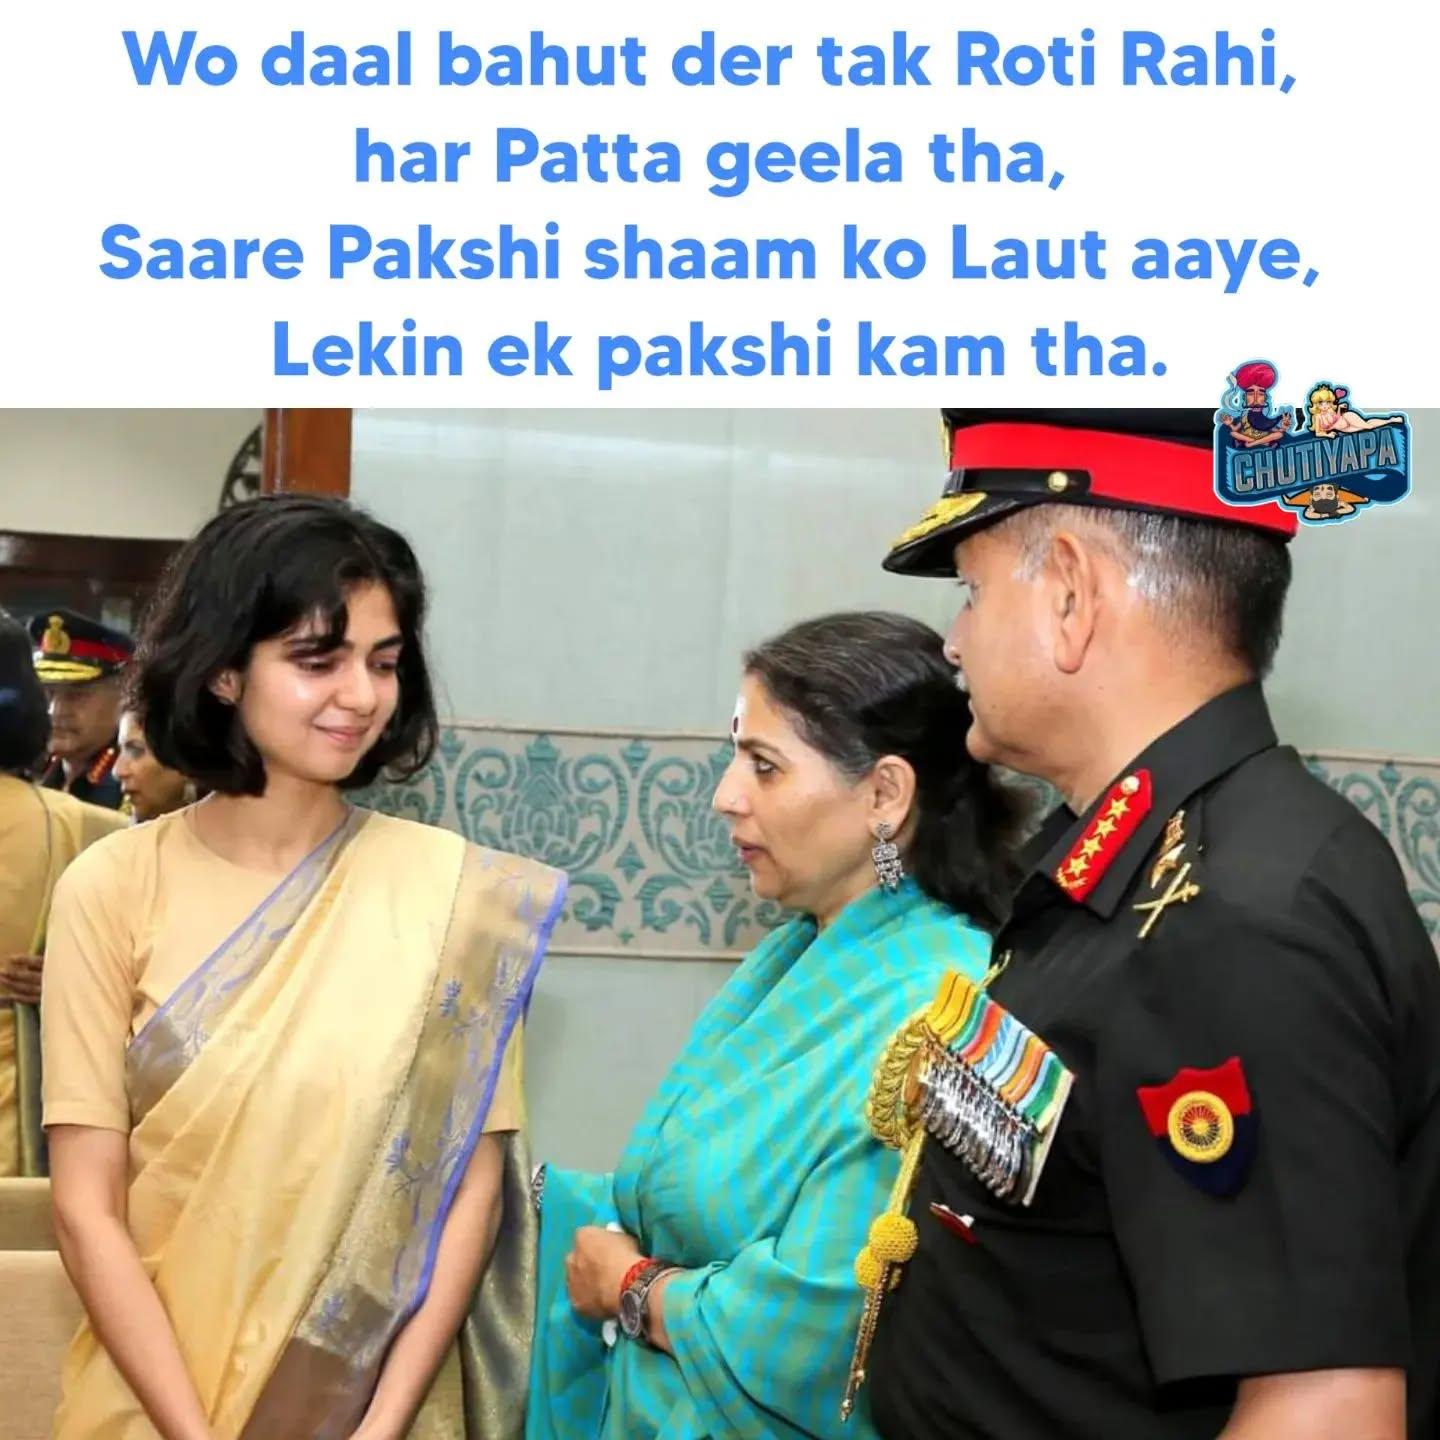 Wo daal bahut der tak Roti Rahi,
har Patta geela tha,
Saare Pakshi shaam ko Laut aaye,
Lekin ek pakshi kam tha.
CHUTIYAPA